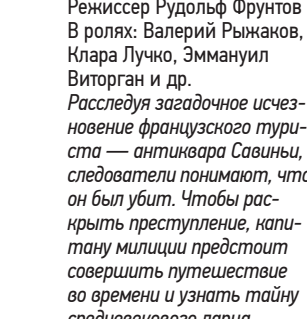 Режиссер Рудольф Фрунтов
В ролях: Валерий Рыжаков,
Клара Лучко, Эммануил
Виторган и др.
Расследуя загадочное исчез-
новение французского тури-
ста — антиквара Савиньи,
следователи понимают, что
он был убит. Чтобы рас-
крыть преступление, капи-
тану милиции предстоит
совершить путешествие
во времени и узнать тайну
средневекового ларца